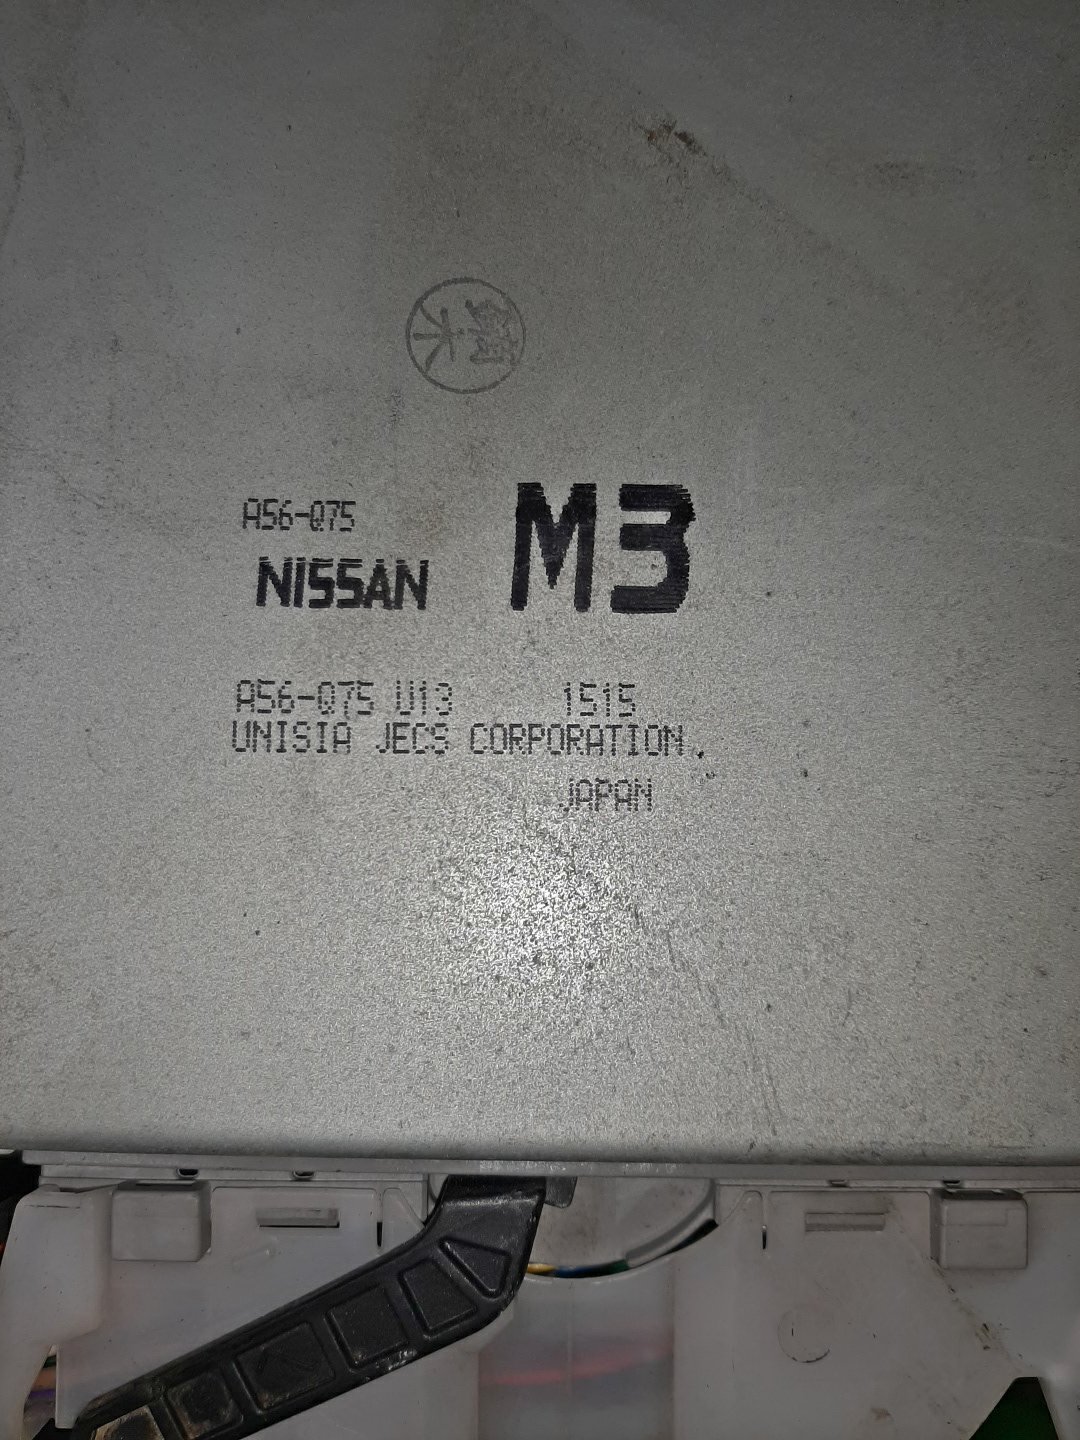 A56-Q75
NISSAN M3
A56-Q75 U13 1515
UNISIA JECS CORPORATION.
JAPAN